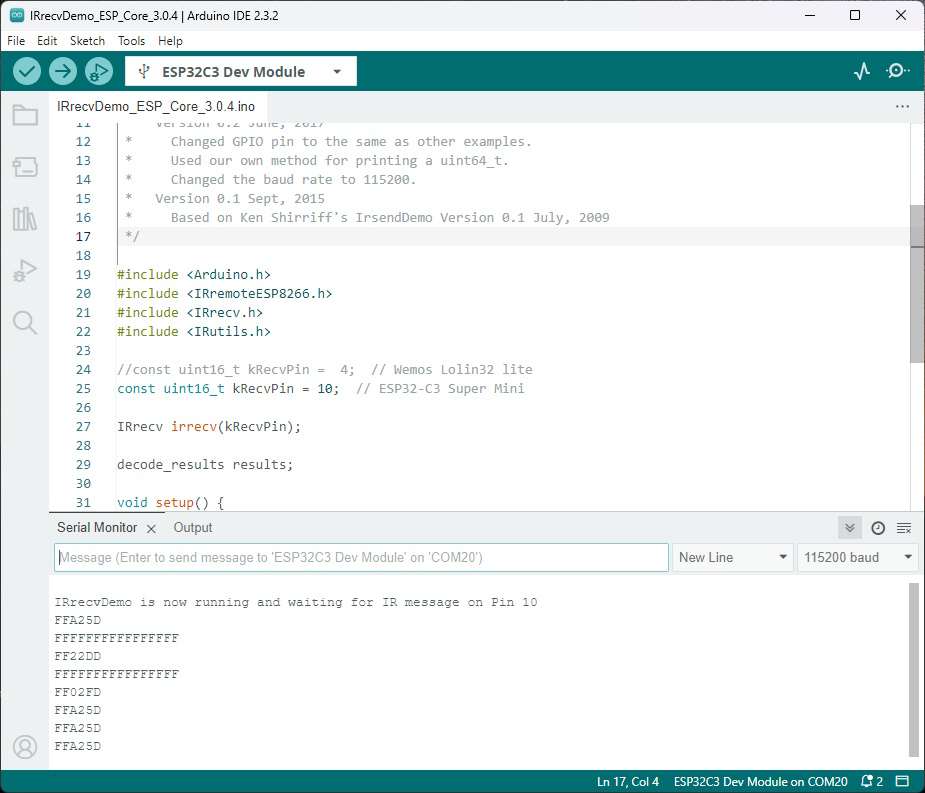 IRrecvDemo_ESP_Core_3.0.4 | Arduino IDE 2.3.2
File Edit Sketch Tools Help
ESP32C3 Dev Module
IRrecvDemo_ESP_Core_3.0.4.ino
11 Version 0.2 June, 2017
12 * Changed GPIO pin to the same as other examples.
13 * Used our own method for printing a uint64_t.
14 * Changed the baud rate to 115200.
15 * Version 0.1 Sept, 2015
16 * Based on Ken Shirriff's IrsendDemo Version 0.1 July, 2009
17 */
18
19 #include <Arduino.h>
20 #include <IRremoteESP8266.h>
21 #include <IRrecv.h>
22 #include <IRutils.h>
23
24 //const uint16_t kRecvPin =  4;  // Wemos Lolin32 lite
25 const uint16_t kRecvPin = 10;  // ESP32-C3 Super Mini
26
27 IRrecv irrecv(kRecvPin);
28
29 decode_results results;
30
31 void setup() {
Serial Monitor Output
Message (Enter to send message to 'ESP32C3 Dev Module' on 'COM20') New Line 115200 baud
IRrecvDemo is now running and waiting for IR message on Pin 10
FFA25D
FFFFFFFFFFFFFFFF
FF22DD
FFFFFFFFFFFFFFFF
FF02FD
FFA25D
FFA25D
FFA25D
Ln 17, Col 4 ESP32C3 Dev Module on COM20 2